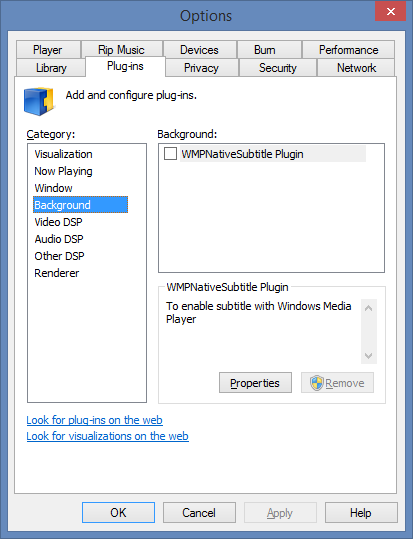 Options
Player
Rip Music
Devices
Burn
Performance
Library
Plug-ins
Privacy
Security
Network
Add and configure plug-ins.
Category:
Visualization
Now Playing
Window
Background
Video DSP
Audio DSP
Other DSP
Renderer
Background:
WMPNativeSubtitle Plugin
WMPNativeSubtitle Plugin
To enable subtitle with Windows Media
Player
Properties
Remove
Look for plug-ins on the web
Look for visualizations on the web
OK
Cancel
Apply
Help